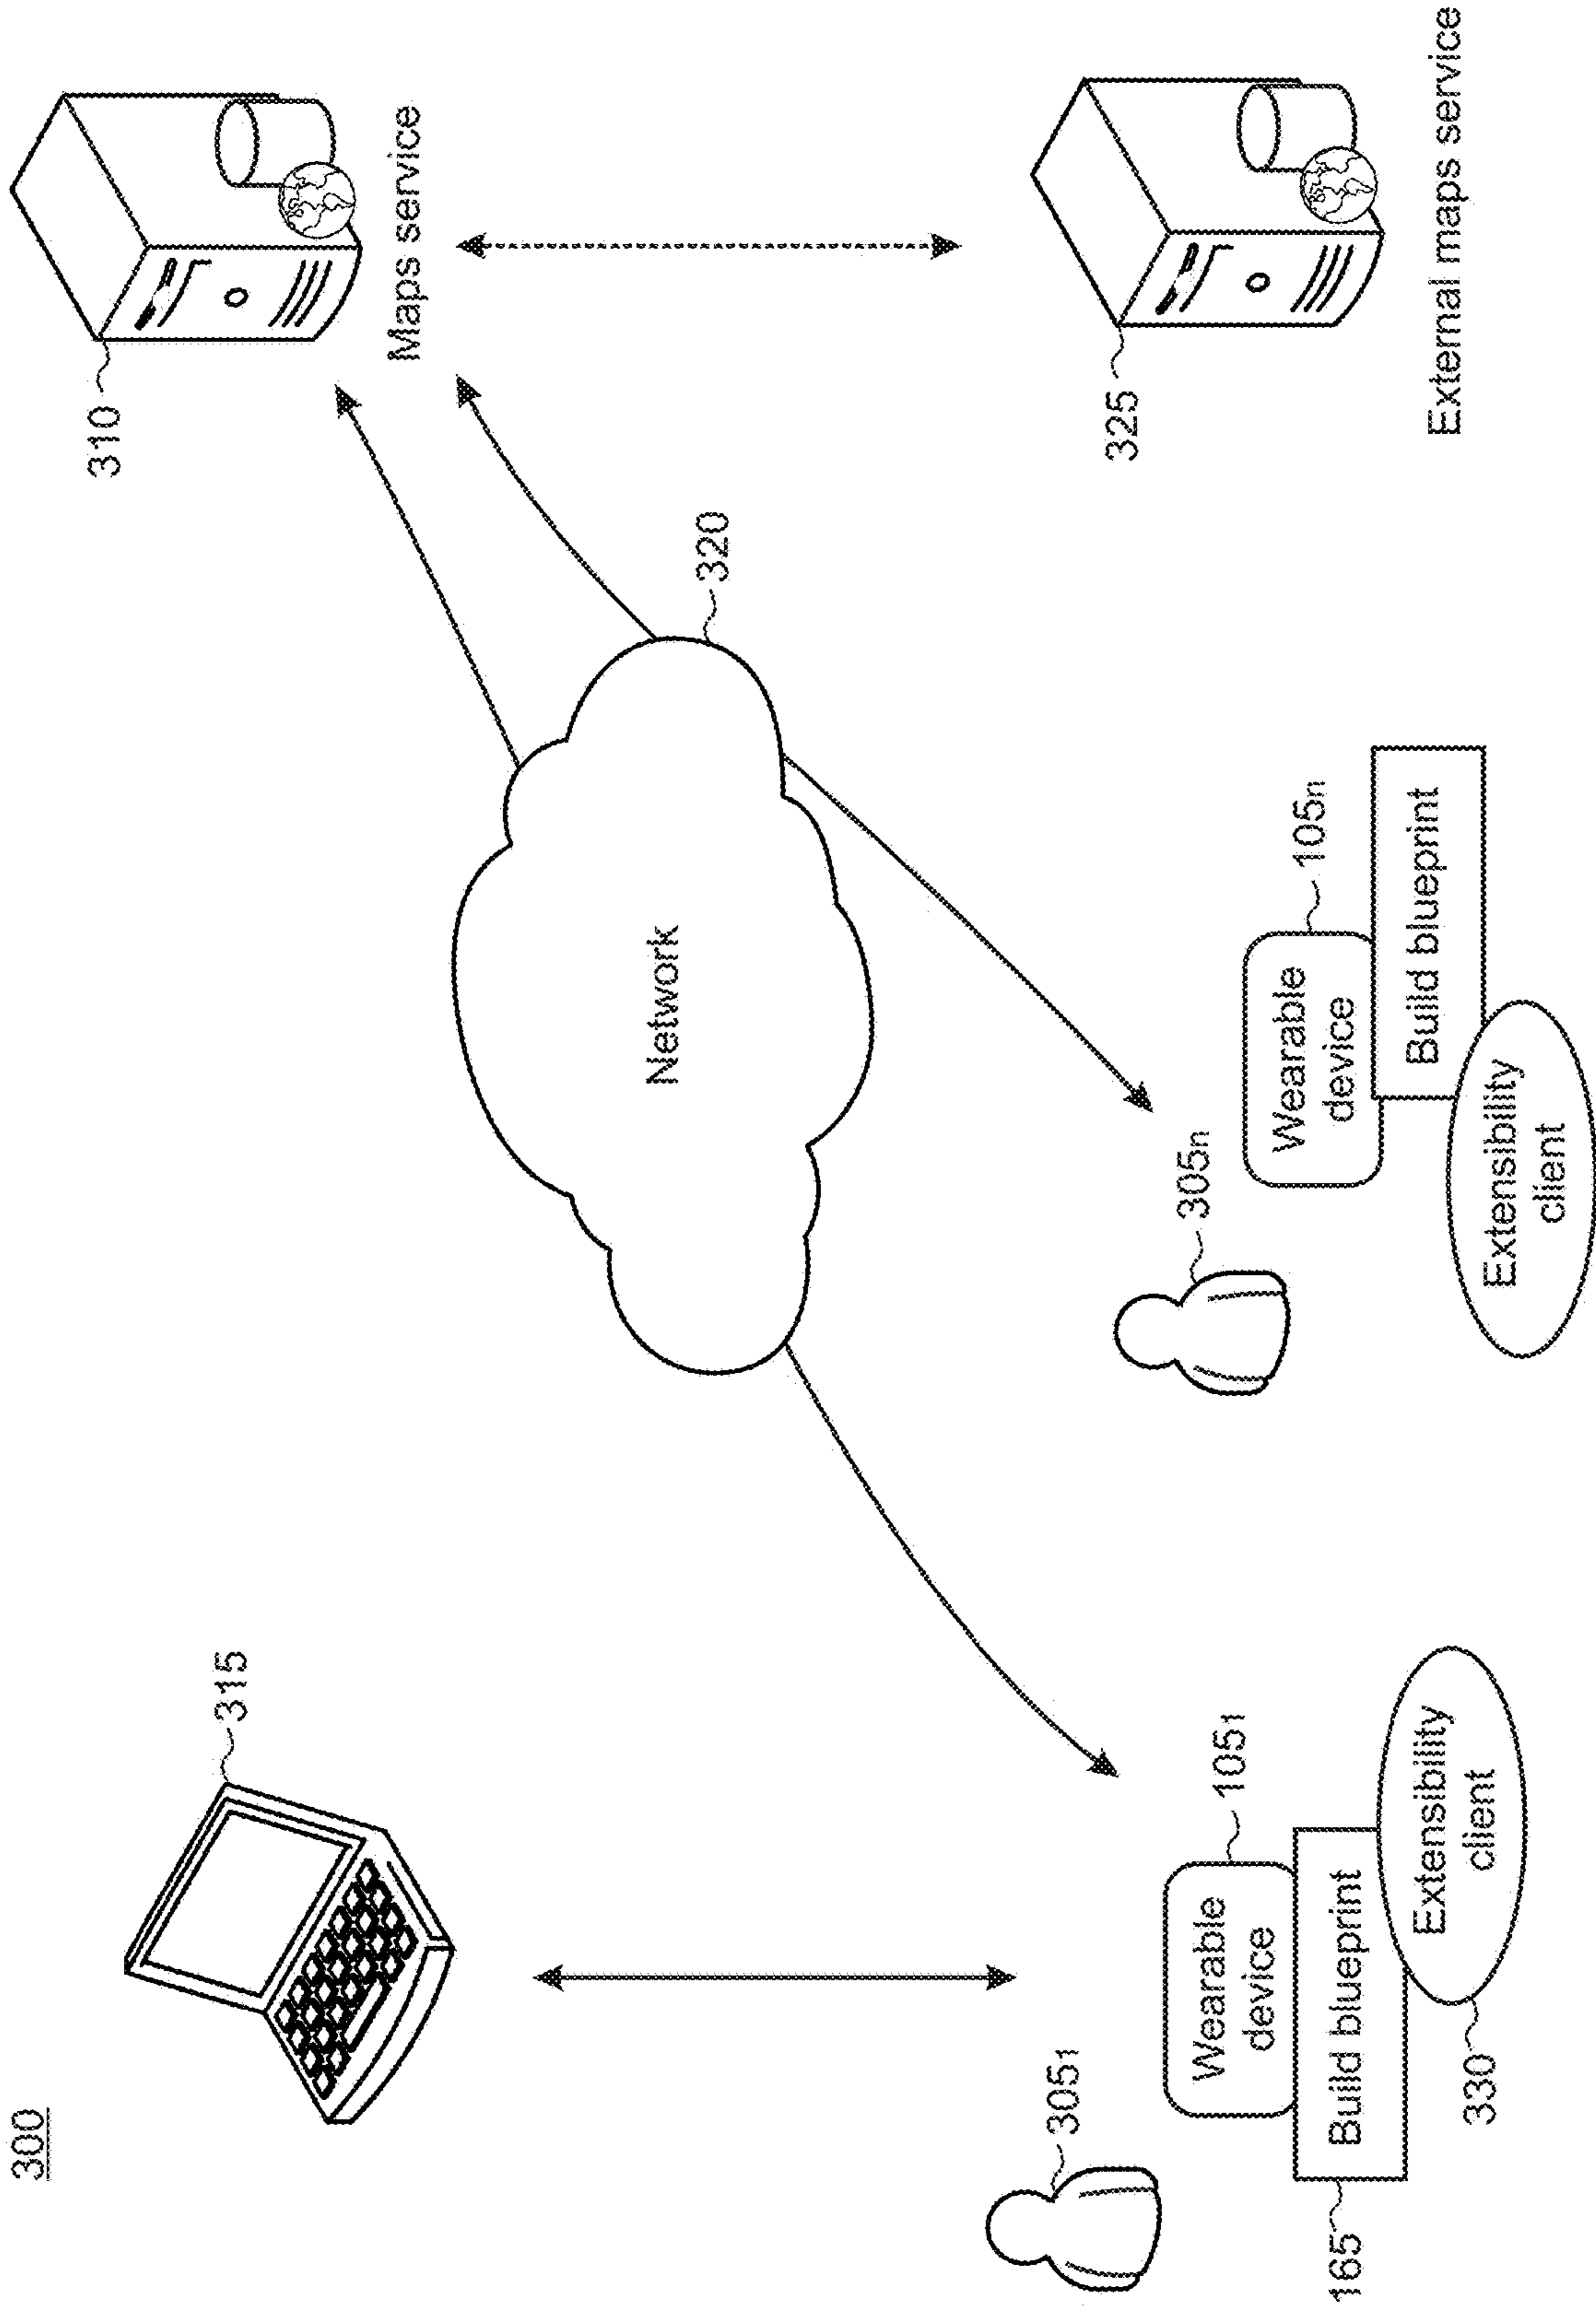 300
315
310
Maps service
320
Network
325
External maps service
305₁
Wearable
device
105₁
165
Build blueprint
Extensibility
client
330
305ₙ
Wearable
device
105ₙ
Build blueprint
Extensibility
client